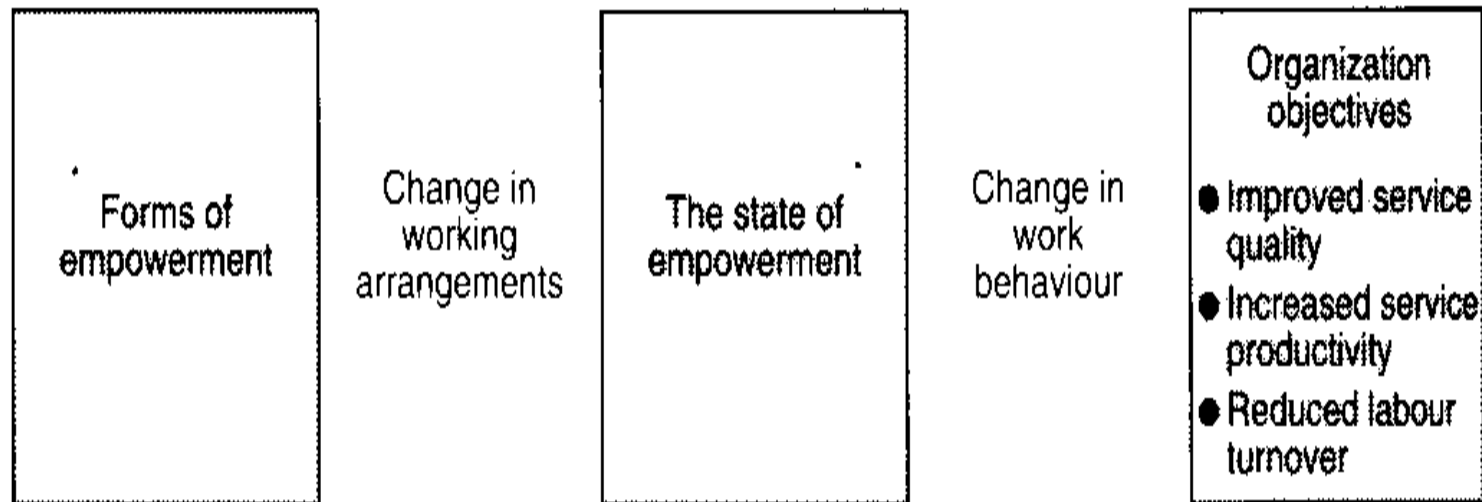 Forms of
empowerment
Change in
working
arrangements
The state of
empowerment
Change in
work
behaviour
Organization
objectives
● Improved service
quality
● Increased service
productivity
● Reduced labour
turnover